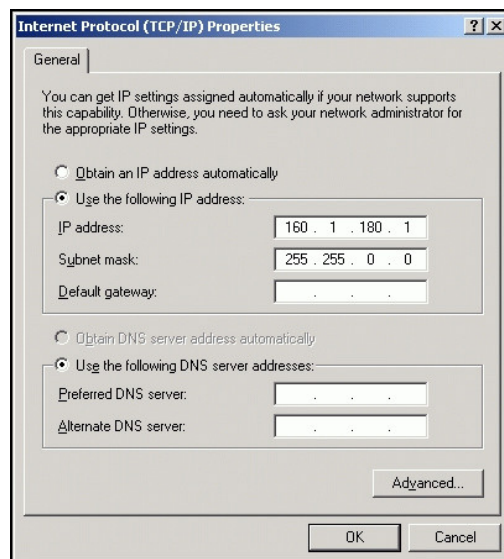 Internet Protocol (TCP/IP) Properties
General
You can get IP settings assigned automatically if your network supports
this capability. Otherwise, you need to ask your network administrator for
the appropriate IP settings.
Obtain an IP address automatically
Use the following IP address:
IP address: 160 . 1 . 180 . 1
Subnet mask: 255 . 255 . 0 . 0
Default gateway: . . .
Obtain DNS server address automatically
Use the following DNS server addresses:
Preferred DNS server: . . .
Alternate DNS server: . . .
Advanced...
OK Cancel